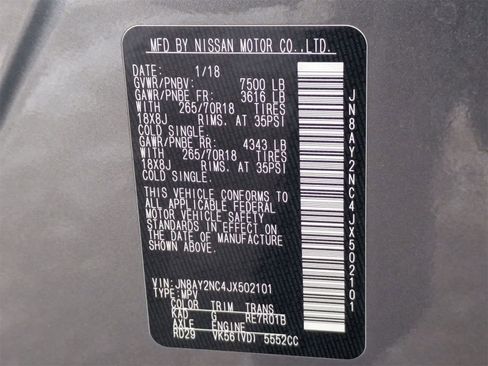 MFD BY NISSAN MOTOR CO.,LTD.
DATE: 1/18
GVWR/PNBV: 7500 LB
GAWR/PNBE FR: 3616 LB
WITH 265/70R18 TIRES
18X8J RIMS. AT 35PSI
COLD SINGLE.
GAWR/PNBE RR: 4343 LB
WITH 265/70R18 TIRES
18X8J RIMS. AT 35PSI
COLD SINGLE.
THIS VEHICLE CONFORMS TO
ALL APPLICABLE FEDERAL
MOTOR VEHICLE SAFETY
STANDARDS IN EFFECT ON
THE DATE OF MANUFACTURE
SHOWN ABOVE.
VIN:JN8AY2NC4JX502101
TYPE:MPV
COLOR TRIM TRANS
KAD G RE7R01B
AXLE ENGINE
RD29 VK56(VD) 5552CC
JN8AY2NC4JX502101